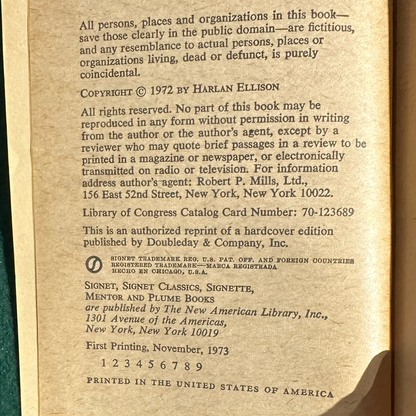 All persons, places and organizations in this book—
save those clearly in the public domain—are fictitious,
and any resemblance to actual persons, places or
organizations living, dead or defunct, is purely
coincidental.
COPYRIGHT © 1972 BY HARLAN ELLISON
All rights reserved. No part of this book may be
reproduced in any form without permission in writing
from the author or the author's agent, except by a
reviewer who may quote brief passages in a review to be
printed in a magazine or newspaper, or electronically
transmitted on radio or television. For information
address author's agent: Robert P. Mills, Ltd.,
156 East 52nd Street, New York, New York 10022.
Library of Congress Catalog Card Number: 70-123689
This is an authorized reprint of a hardcover edition
published by Doubleday & Company, Inc.
SIGNET TRADEMARK REG. U.S. PAT. OFF. AND FOREIGN COUNTRIES
REGISTERED TRADEMARK—MARCA REGISTRADA
HECHO EN CHICAGO, U.S.A.
SIGNET, SIGNET CLASSICS, SIGNETTE,
MENTOR AND PLUME BOOKS
are published by The New American Library, Inc.,
1301 Avenue of the Americas,
New York, New York 10019
First Printing, November, 1973
1 2 3 4 5 6 7 8 9
PRINTED IN THE UNITED STATES OF AMERICA